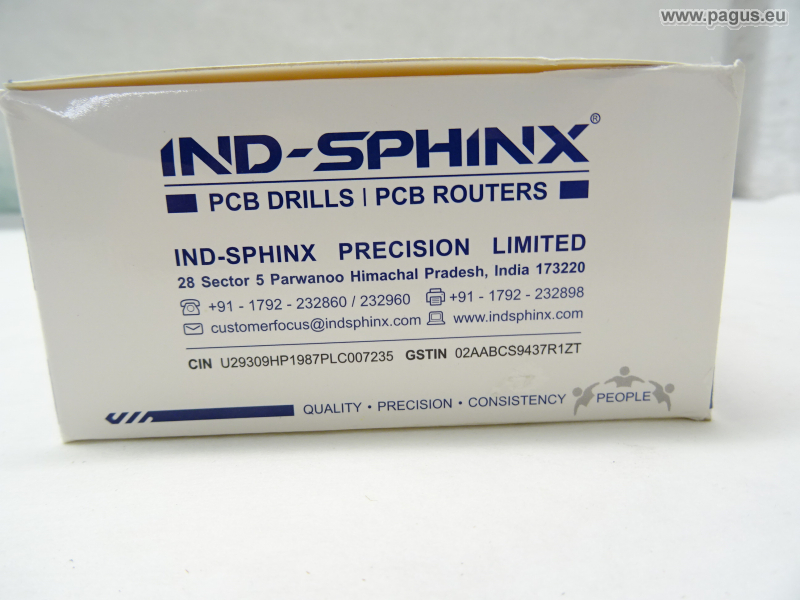 www.pagus.eu
IND-SPHINX®
PCB DRILLS | PCB ROUTERS
IND-SPHINX PRECISION LIMITED
28 Sector 5 Parwanoo Himachal Pradesh, India 173220
+91 - 1792 - 232860 / 232960 +91 - 1792 - 232898
customerfocus@indsphinx.com www.indsphinx.com
CIN U29309HP1987PLC007235 GSTIN 02AABCS9437R1ZT
QUALITY • PRECISION • CONSISTENCY PEOPLE